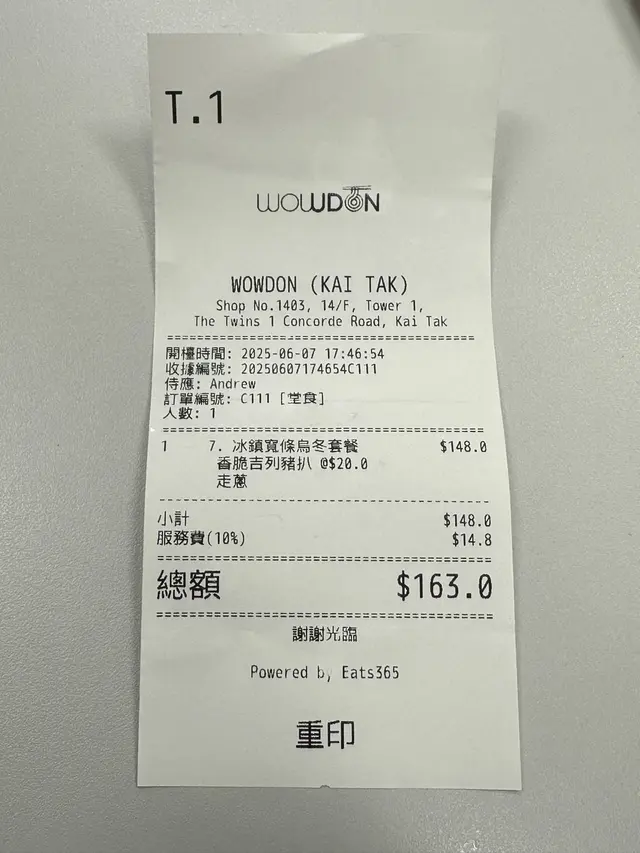 T.1
WOWDON
WOWDON (KAI TAK)
Shop No.1403, 14/F, Tower 1,
The Twins 1 Concorde Road, Kai Tak
開檯時間: 2025-06-07 17:46:54
收據編號: 20250607174654C111
侍應: Andrew
訂單編號: C111 [堂食]
人數: 1
1 7. 冰鎮寬條烏冬套餐 $148.0
香脆吉列豬扒 @$20.0
走蔥
小計 $148.0
服務費(10%) $14.8
總額 $163.0
謝謝光臨
Powered by Eats365
重印